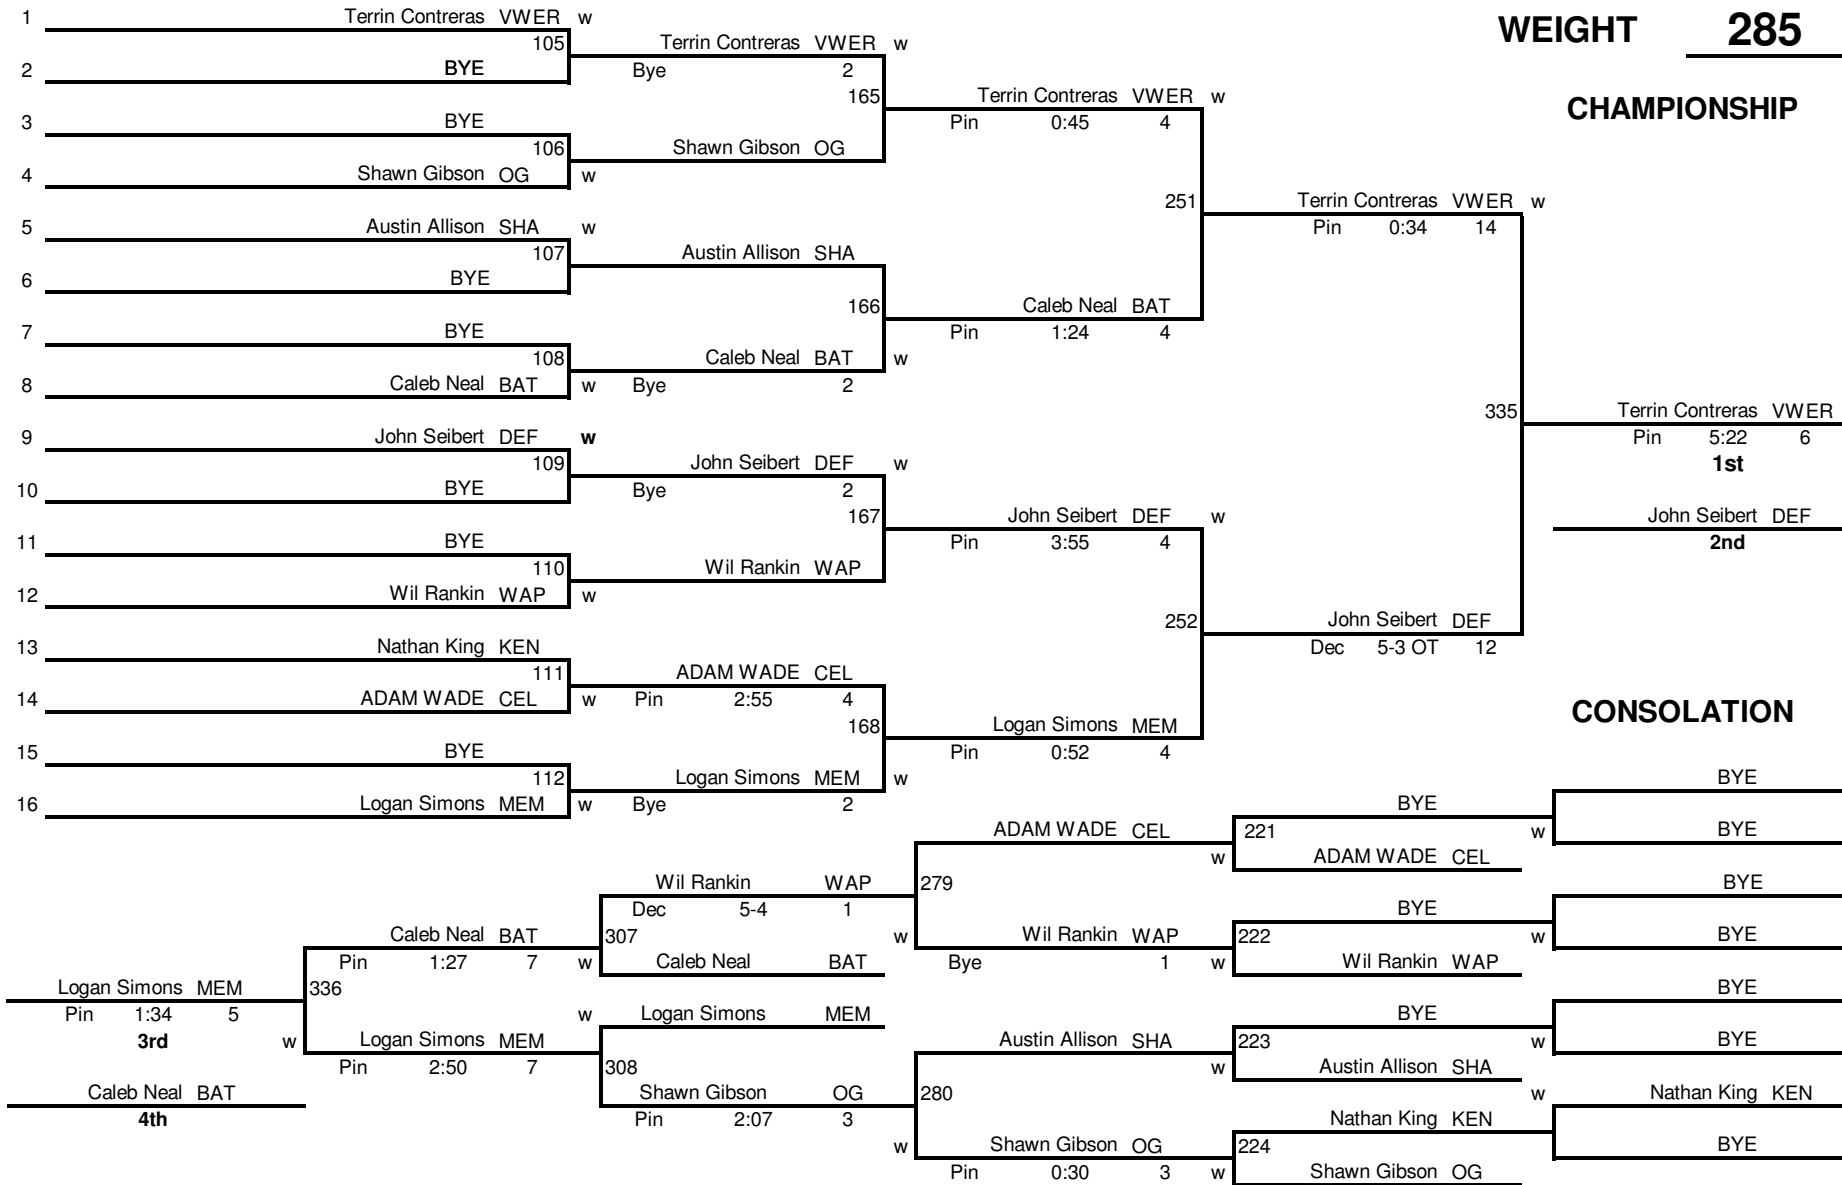 1 Terrin Contreras VWER w
WEIGHT 285
105 Terrin Contreras VWER w
2 BYE Bye 2
165 Terrin Contreras VWER w
CHAMPIONSHIP
3 BYE Pin 0:45 4
106 Shawn Gibson OG
4 Shawn Gibson OG w
251 Terrin Contreras VWER w
5 Austin Allison SHA w Pin 0:34 14
107 Austin Allison SHA
6 BYE
166 Caleb Neal BAT
7 BYE Pin 1:24 4
108 Caleb Neal BAT w
8 Caleb Neal BAT w Bye 2
335 Terrin Contreras VWER
9 John Seibert DEF w Pin 5:22 6
109 John Seibert DEF w 1st
10 BYE Bye 2
167 John Seibert DEF w John Seibert DEF
11 BYE Pin 3:55 4 2nd
110 Wil Rankin WAP
12 Wil Rankin WAP w
252 John Seibert DEF
13 Nathan King KEN Dec 5-3 OT 12
111 ADAM WADE CEL
14 ADAM WADE CEL w Pin 2:55 4
CONSOLATION
168 Logan Simons MEM
15 BYE Pin 0:52 4
112 Logan Simons MEM w BYE
16 Logan Simons MEM w Bye 2 BYE
ADAM WADE CEL 221 w BYE
w ADAM WADE CEL
Wil Rankin WAP 279 BYE
Dec 5-4 1 BYE
Caleb Neal BAT 307 w Wil Rankin WAP 222 w BYE
Pin 1:27 7 w Caleb Neal BAT Bye 1 w Wil Rankin WAP
Logan Simons MEM 336 BYE
Pin 1:34 5 w Logan Simons MEM BYE
3rd w Logan Simons MEM Austin Allison SHA 223 w BYE
Pin 2:50 7 308 w Austin Allison SHA
Caleb Neal BAT Shawn Gibson OG 280 w Nathan King KEN
4th Pin 2:07 3 Nathan King KEN
w Shawn Gibson OG 224 BYE
Pin 0:30 3 w Shawn Gibson OG